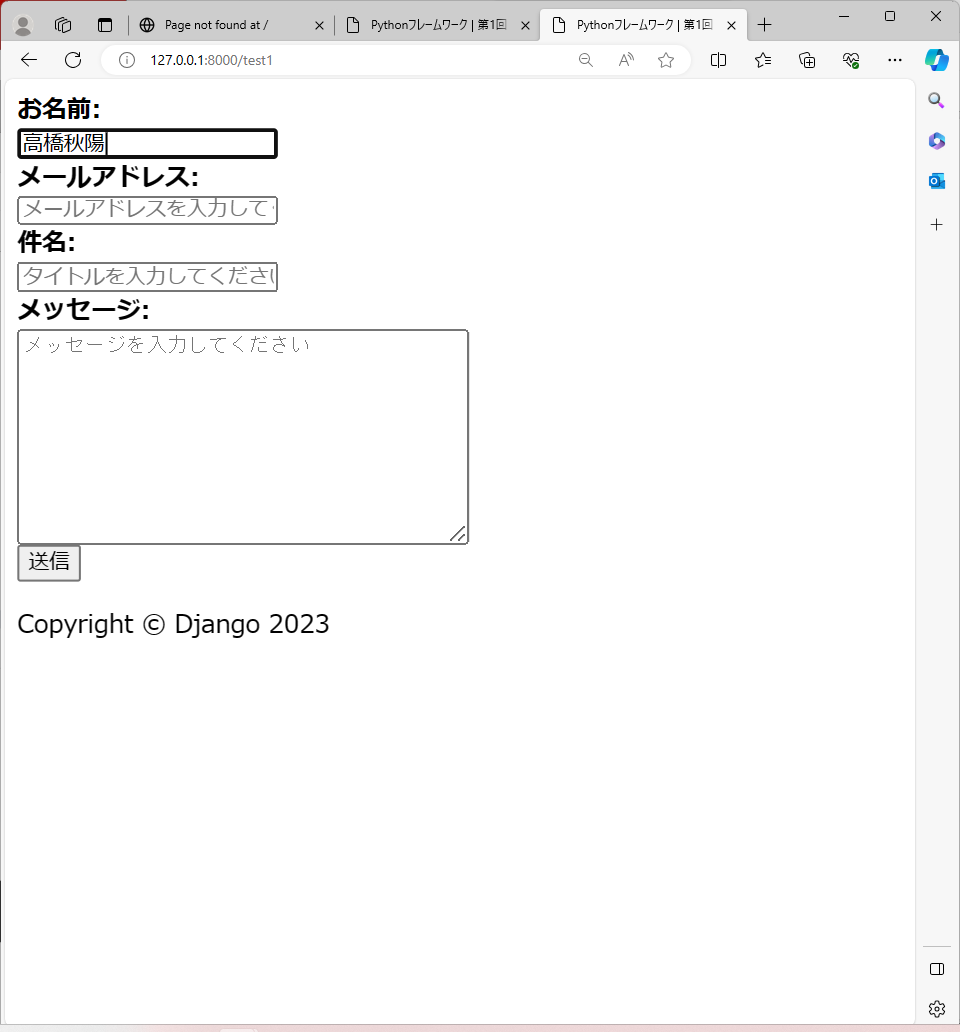 Page not found at /
Pythonフレームワーク | 第1回
Pythonフレームワーク | 第1回
127.0.0.1:8000/test1
お名前:
高橋秋陽
メールアドレス:
メールアドレスを入力して
件名:
タイトルを入力してください
メッセージ:
メッセージを入力してください
送信
Copyright © Django 2023